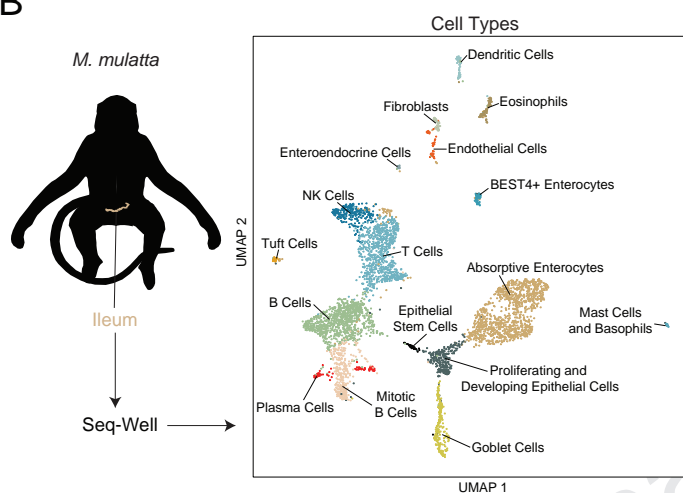 B
Cell Types
M. mulatta
Dendritic Cells
Fibroblasts
Eosinophils
Enteroendocrine Cells
Endothelial Cells
NK Cells
BEST4+ Enterocytes
UMAP 2
Tuft Cells
T Cells
Absorptive Enterocytes
B Cells
Epithelial
Stem Cells
Mast Cells
and Basophils
Ileum
Proliferating and
Developing Epithelial Cells
Plasma Cells
Mitotic
B Cells
Seq-Well
Goblet Cells
UMAP 1